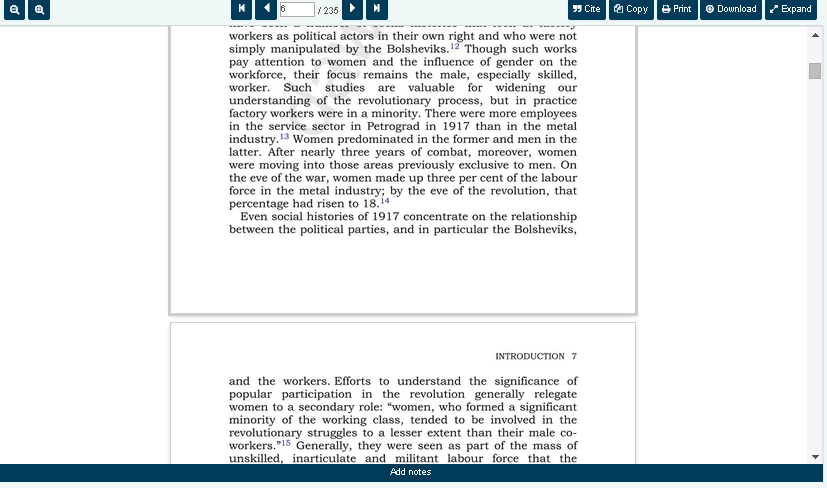 6
/ 235
Cite
Copy
Print
Download
Expand
workers as political actors in their own right and who were not
simply manipulated by the Bolsheviks.12 Though such works
pay attention to women and the influence of gender on the
workforce, their focus remains the male, especially skilled,
worker. Such studies are valuable for widening our
understanding of the revolutionary process, but in practice
factory workers were in a minority. There were more employees
in the service sector in Petrograd in 1917 than in the metal
industry.13 Women predominated in the former and men in the
latter. After nearly three years of combat, moreover, women
were moving into those areas previously exclusive to men. On
the eve of the war, women made up three per cent of the labour
force in the metal industry; by the eve of the revolution, that
percentage had risen to 18.14
Even social histories of 1917 concentrate on the relationship
between the political parties, and in particular the Bolsheviks,
INTRODUCTION 7
and the workers. Efforts to understand the significance of
popular participation in the revolution generally relegate
women to a secondary role: “women, who formed a significant
minority of the working class, tended to be involved in the
revolutionary struggles to a lesser extent than their male co-
workers.”15 Generally, they were seen as part of the mass of
unskilled, inarticulate and militant labour force that the
Add notes